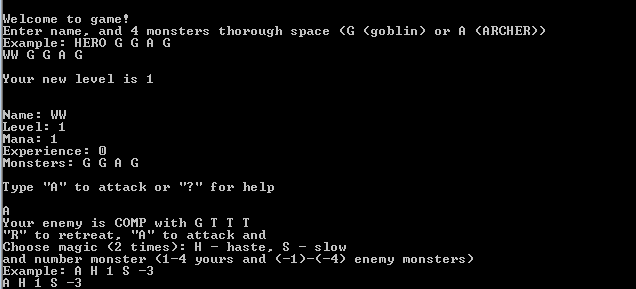 Welcome to game!
Enter name, and 4 monsters thorough space (G (goblin) or A (ARCHER))
Example: HERO G G A G
WW G G A G
Your new level is 1
Name: WW
Level: 1
Mana: 1
Experience: 0
Monsters: G G A G
Type "A" to attack or "?" for help
A
Your enemy is COMP with G T T T
"R" to retreat, "A" to attack and
Choose magic (2 times): H - haste, S - slow
and number monster (1-4 yours and (-1)-(-4) enemy monsters)
Example: A H 1 S -3
A H 1 S -3